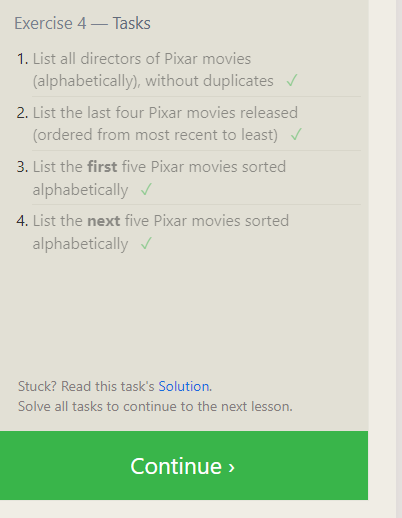 Exercise 4 — Tasks
1. List all directors of Pixar movies
(alphabetically), without duplicates ✓
2. List the last four Pixar movies released
(ordered from most recent to least) ✓
3. List the first five Pixar movies sorted
alphabetically ✓
4. List the next five Pixar movies sorted
alphabetically ✓
Stuck? Read this task's Solution.
Solve all tasks to continue to the next lesson.
Continue ›